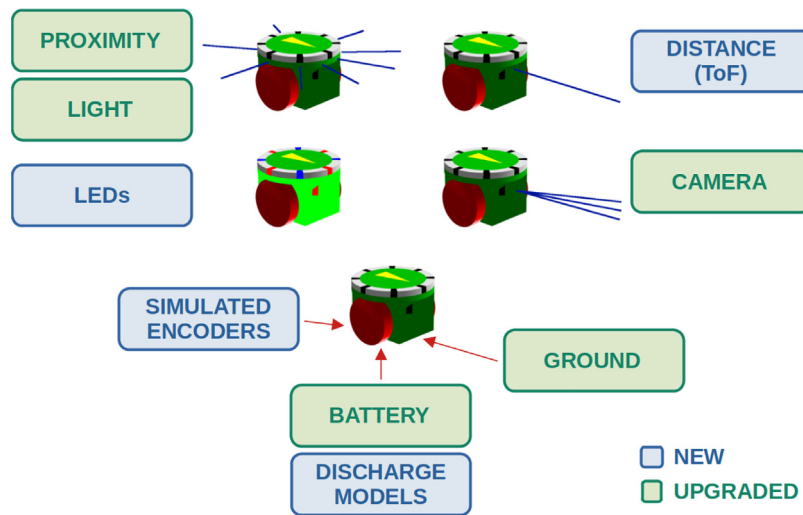 PROXIMITY
LIGHT
DISTANCE
(ToF)
LEDs
CAMERA
SIMULATED
ENCODERS
GROUND
BATTERY
DISCHARGE
MODELS
NEW
UPGRADED